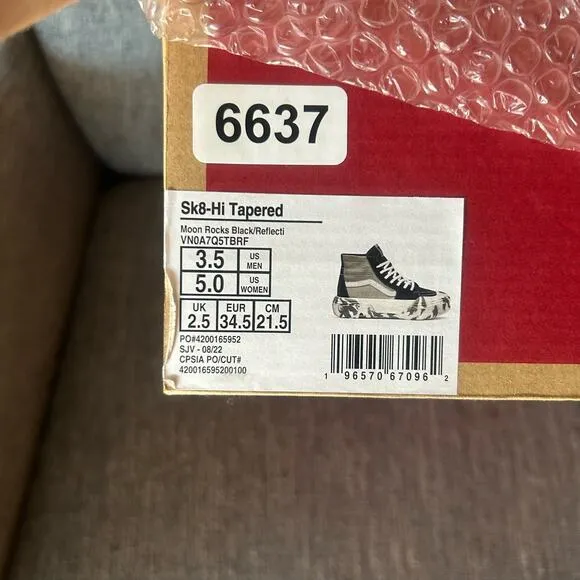 6637
Sk8-Hi Tapered
Moon Rocks Black/Reflecti
VN0A7Q5TBRF
3.5 US MEN
5.0 US WOMEN
UK EUR CM
2.5 34.5 21.5
PO#4200165952
SJV - 08/22
CPSIA PO/CUT#
420016595200100
1 96570 67096 2